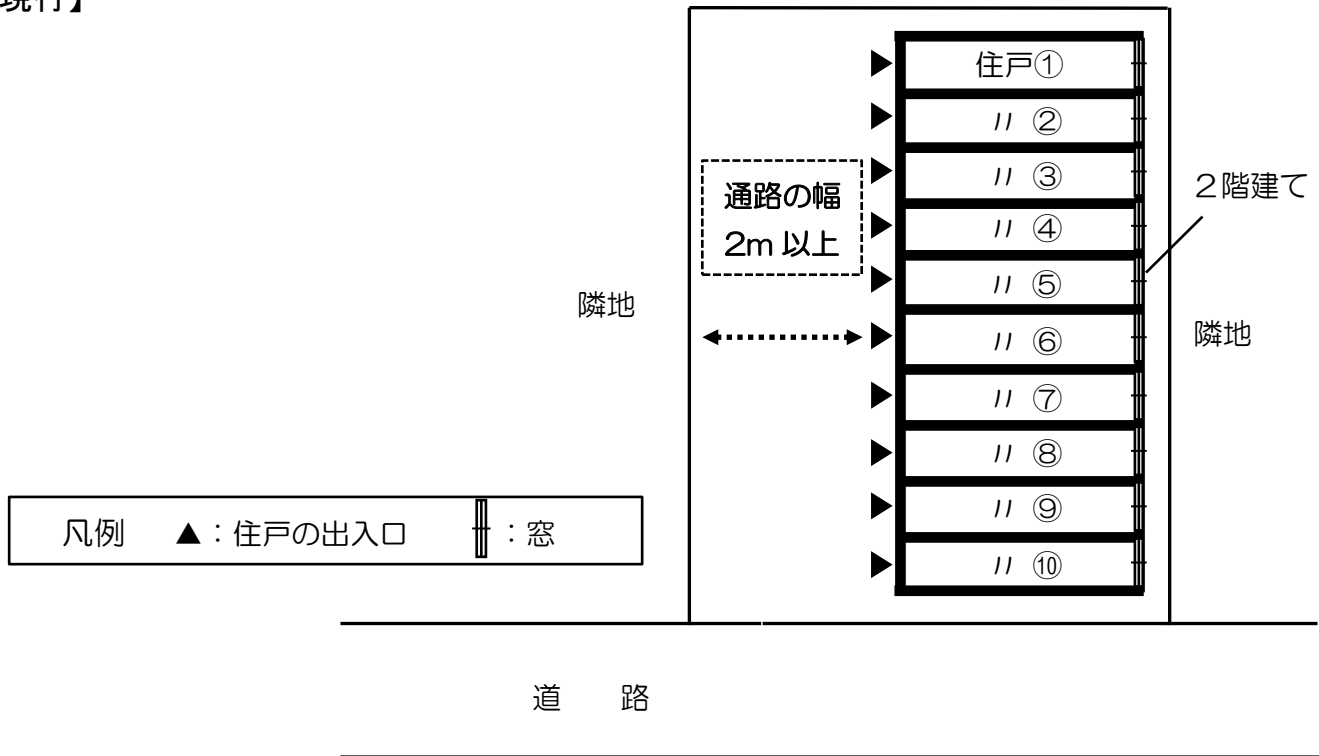 現行】
住戸①
〃 ②
〃 ③
〃 ④
〃 ⑤
〃 ⑥
〃 ⑦
〃 ⑧
〃 ⑨
〃 ⑩
通路の幅
2m 以上
2階建て
隣地
隣地
凡例 ▲：住戸の出入口 ：窓
道 路